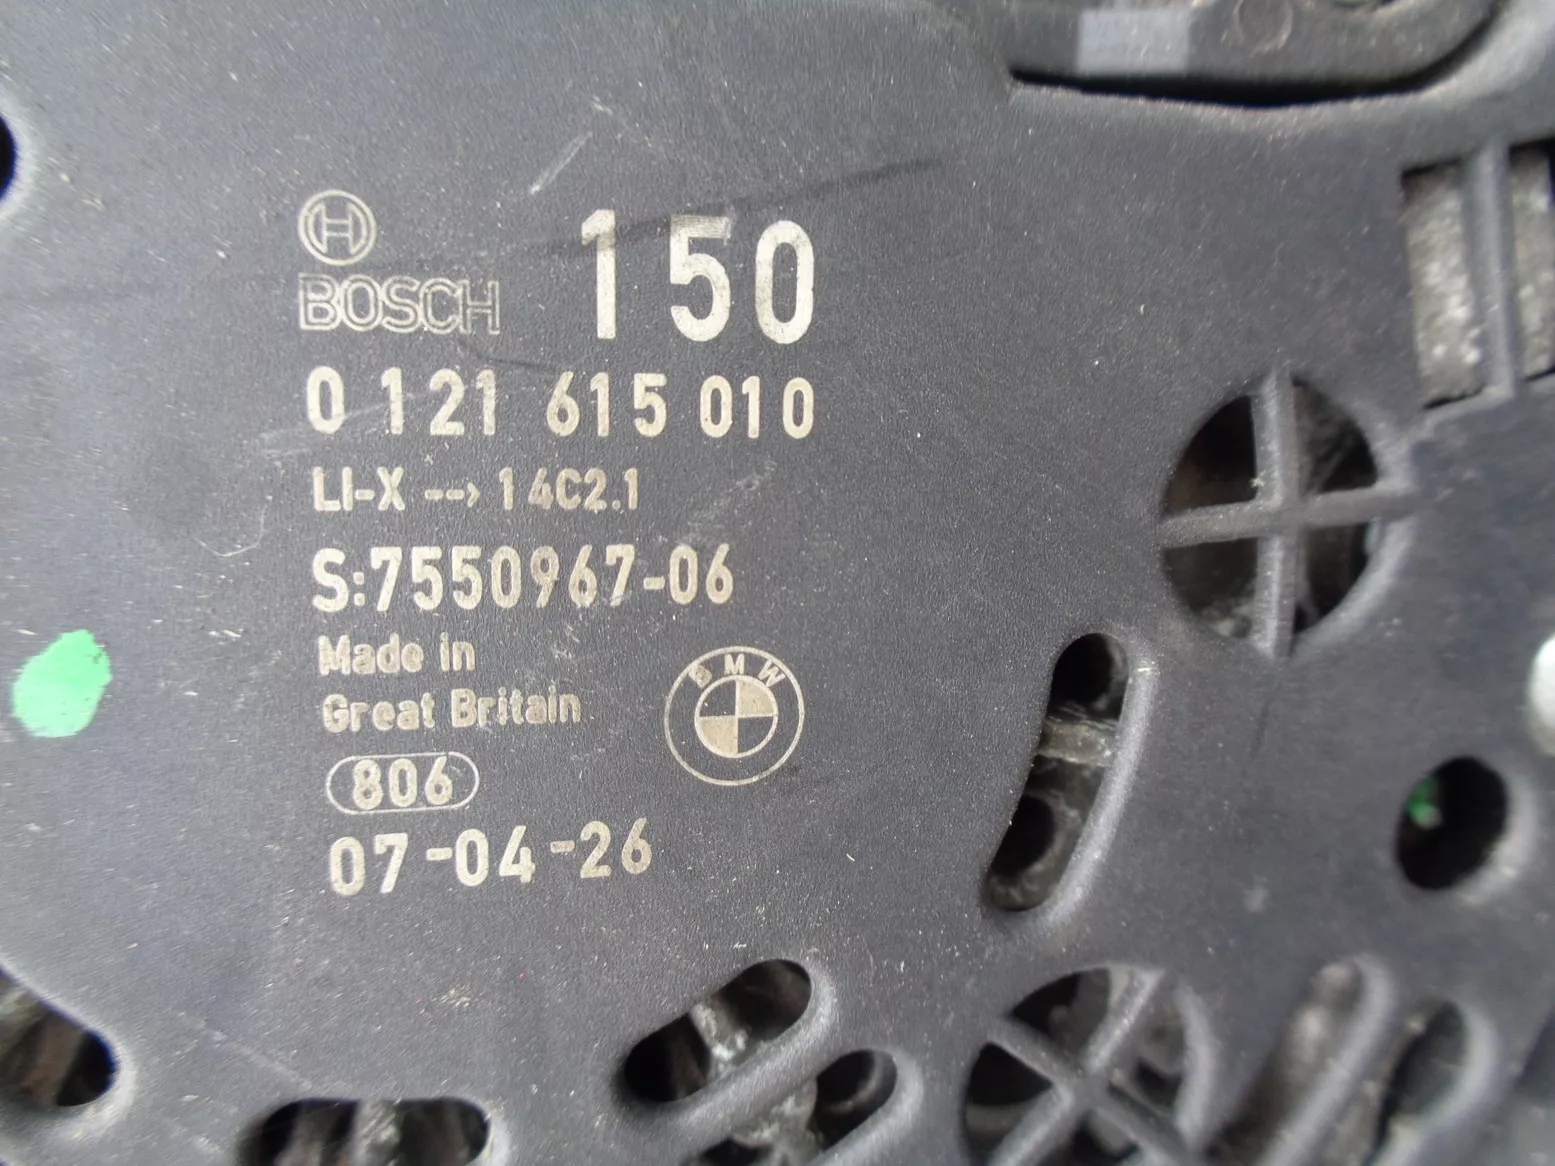 BOSCH 150
0 121 615 010
LI-X --> 14C2.1
S:7550967-06
Made in
Great Britain
BMW
806
07-04-26